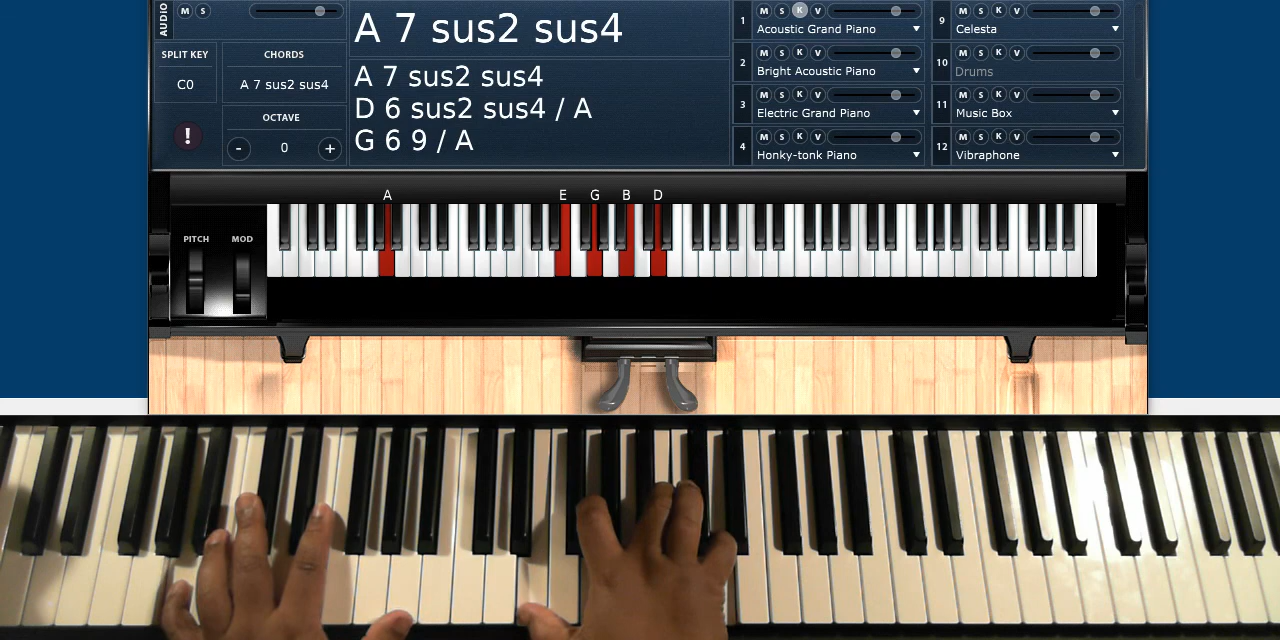 AUDIO
M S
A 7 sus2 sus4
SPLIT KEY
C0
!
CHORDS
A 7 sus2 sus4
OCTAVE
- 0 +
A 7 sus2 sus4
D 6 sus2 sus4 / A
G 6 9 / A
1 M S K V
Acoustic Grand Piano
2 M S K V
Bright Acoustic Piano
3 M S K V
Electric Grand Piano
4 M S K V
Honky-tonk Piano
9 M S K V
Celesta
10 M S K V
Drums
11 M S K V
Music Box
12 M S K V
Vibraphone
A E G B D
PITCH MOD